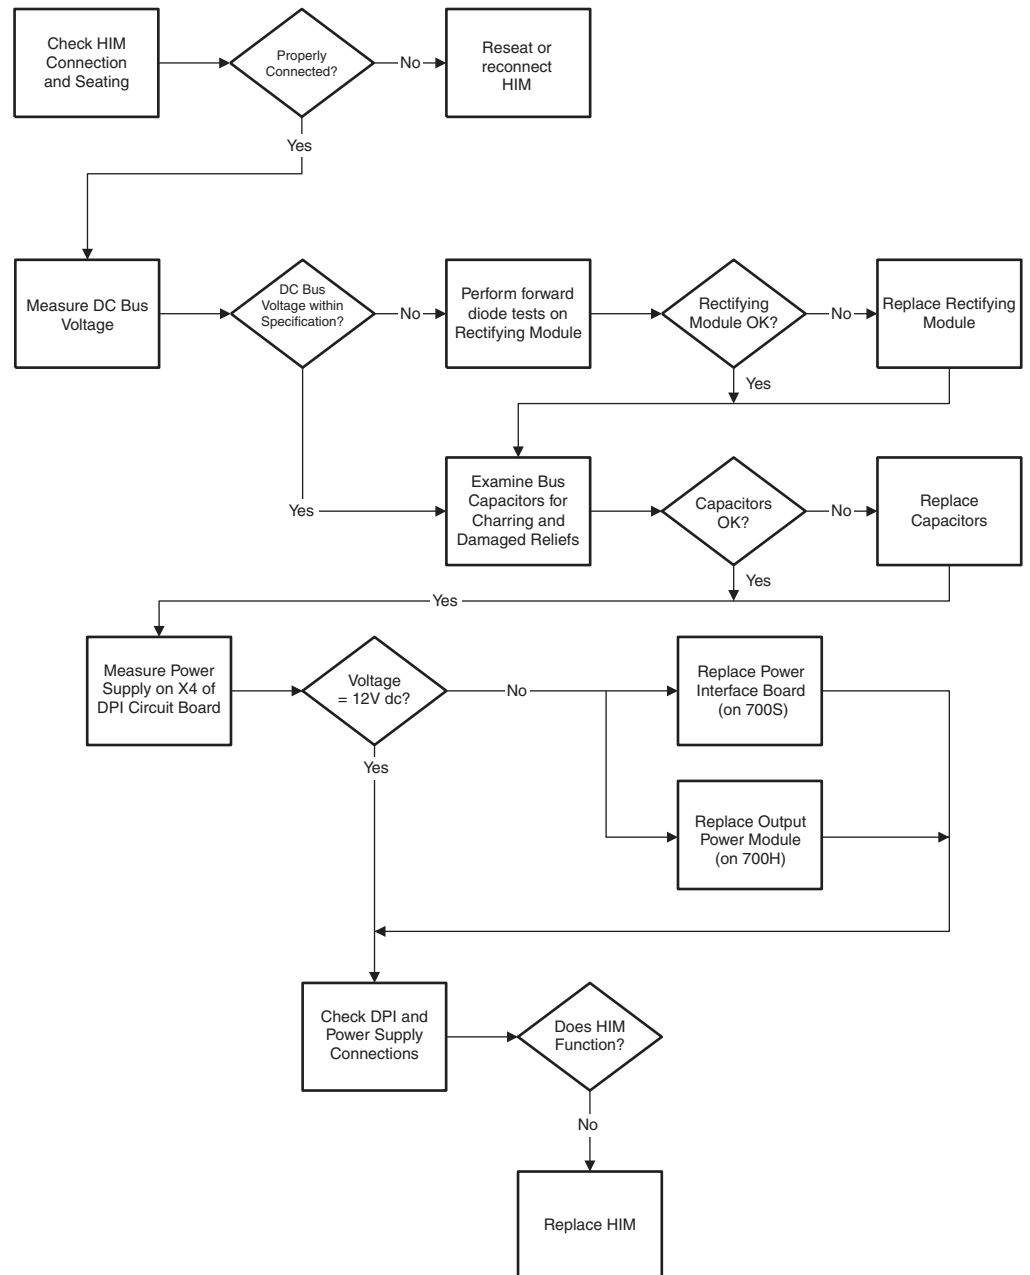 Check HIM
Connection
and Seating
Properly
Connected?
No
Reseat or
reconnect
HIM
Yes
Measure DC Bus
Voltage
DC Bus
Voltage within
Specification?
No
Perform forward
diode tests on
Rectifying Module
Rectifying
Module OK?
No
Replace Rectifying
Module
Yes
Yes
Examine Bus
Capacitors for
Charring and
Damaged Reliefs
Capacitors
OK?
No
Replace
Capacitors
Yes
Yes
Measure Power
Supply on X4 of
DPI Circuit Board
Voltage
= 12V dc?
No
Replace Power
Interface Board
(on 700S)
Yes
Replace Output
Power Module
(on 700H)
Check DPI and
Power Supply
Connections
Does HIM
Function?
No
Replace HIM